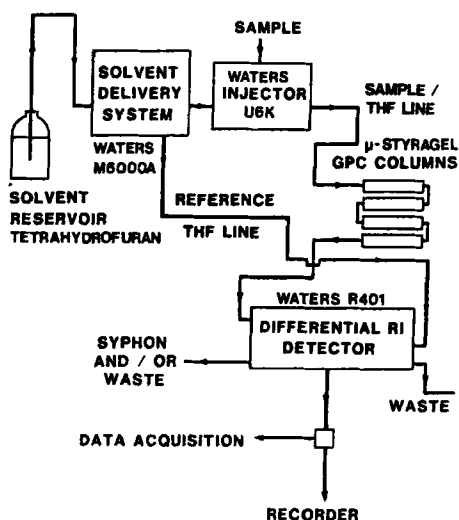 SAMPLE
SOLVENT
DELIVERY
SYSTEM
WATERS
INJECTOR
U6K
SAMPLE /
THF LINE
WATERS
M6000A
μ-STYRAGEL
GPC COLUMNS
SOLVENT
RESERVOIR
TETRAHYDROFURAN
REFERENCE
THF LINE
WATERS R401
DIFFERENTIAL RI
DETECTOR
SYPHON
AND / OR
WASTE
WASTE
DATA ACQUISITION
RECORDER